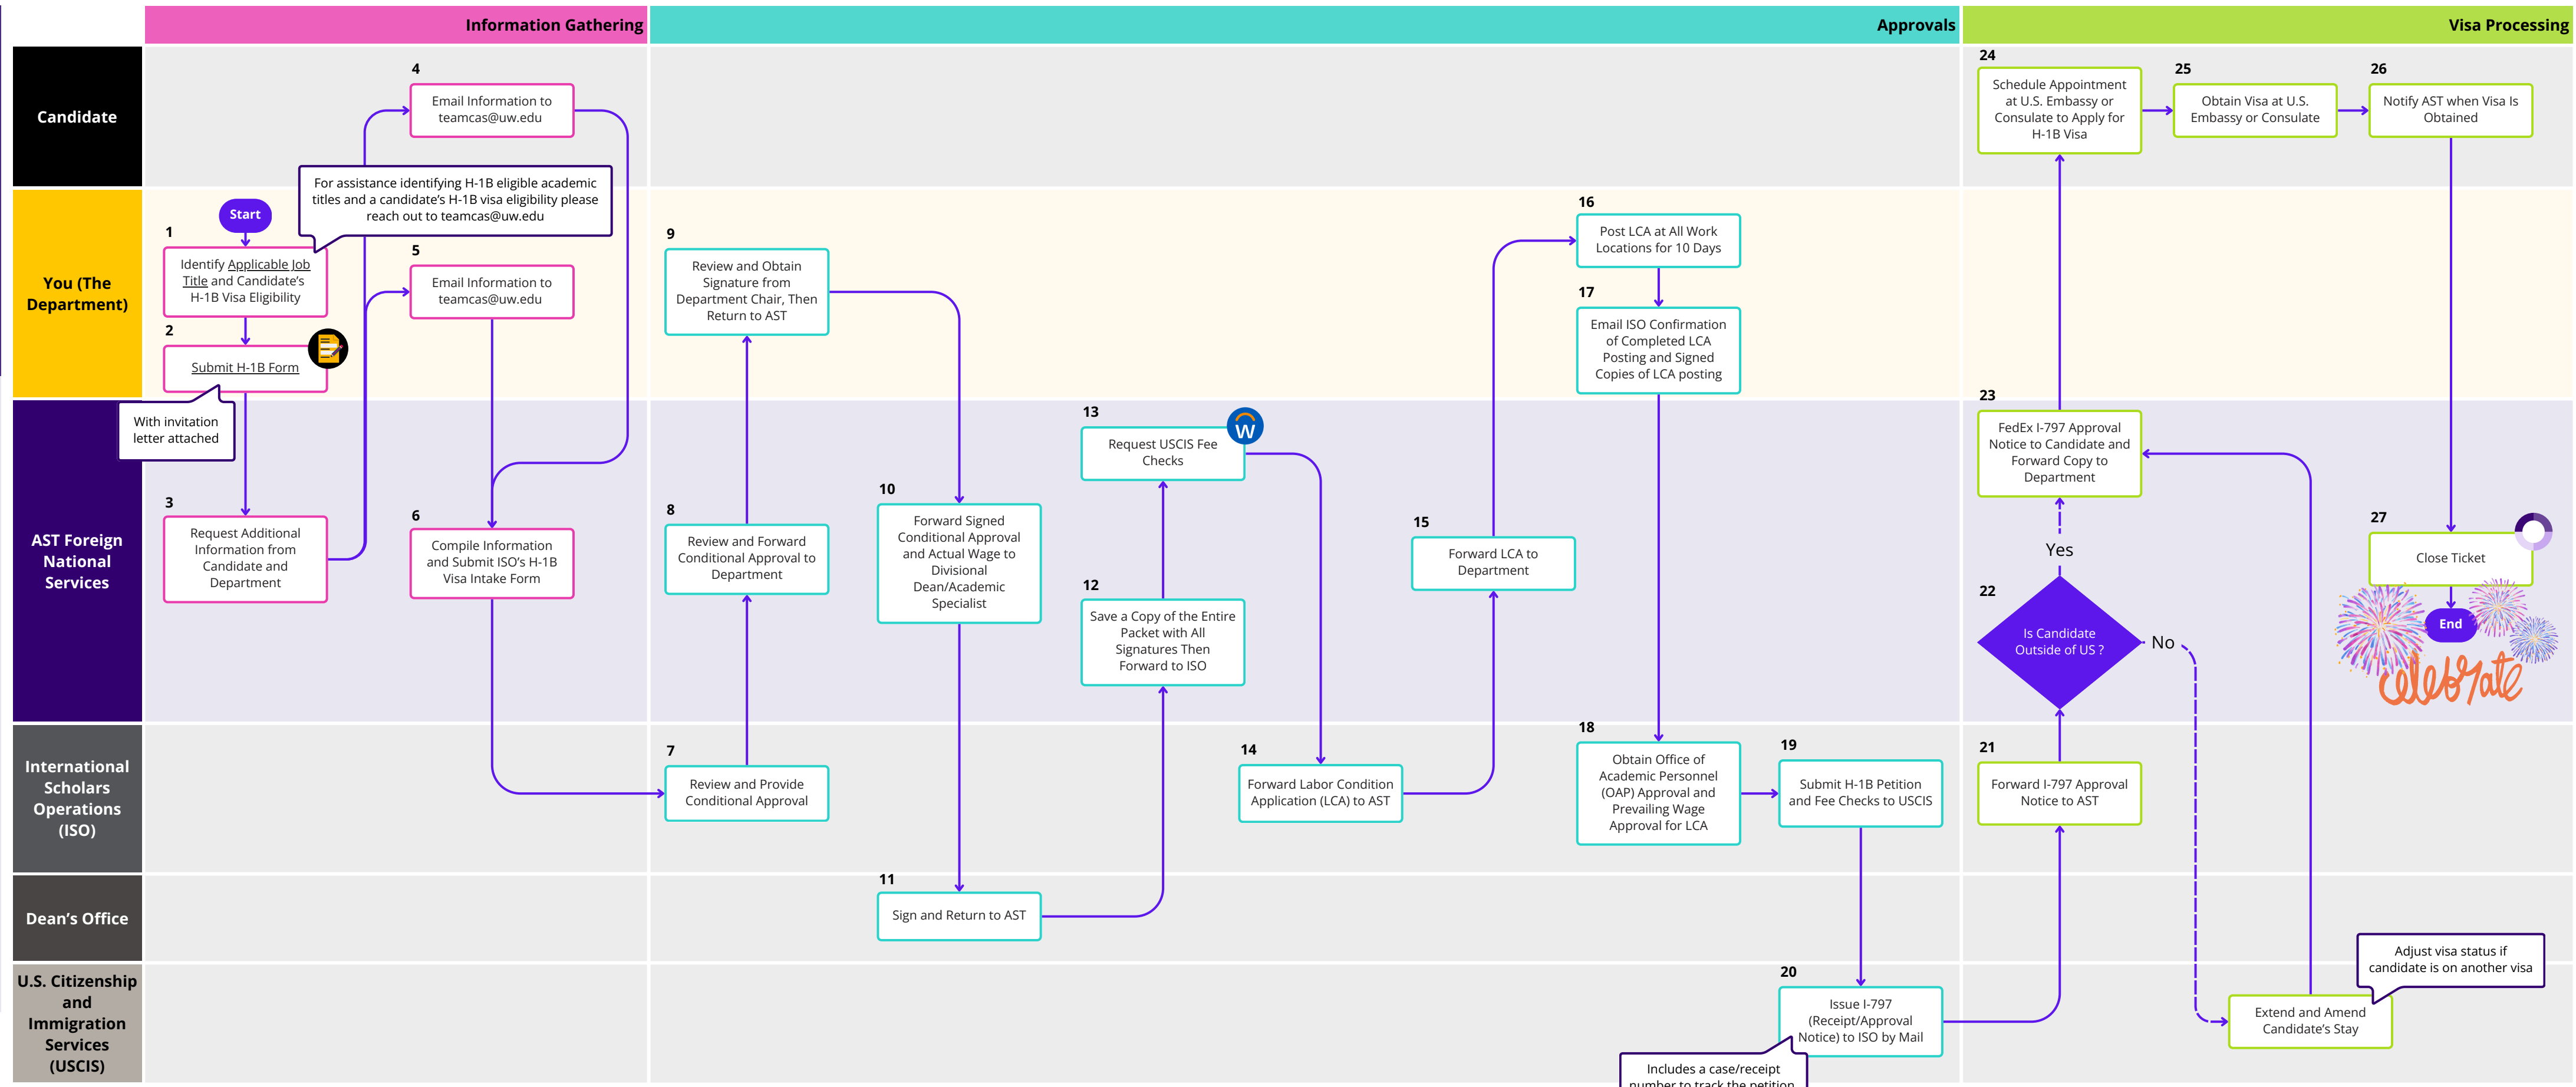 Information Gathering
Approvals
Visa Processing
Candidate
4
Email Information to
teamcas@uw.edu
24
Schedule Appointment
at U.S. Embassy or
Consulate to Apply for
H-1B Visa
25
Obtain Visa at U.S.
Embassy or Consulate
26
Notify AST when Visa Is
Obtained
For assistance identifying H-1B eligible academic
titles and a candidate's H-1B visa eligibility please
reach out to teamcas@uw.edu
You (The
Department)
Start
1
Identify Applicable Job
Title and Candidate's
H-1B Visa Eligibility
2
Submit H-1B Form
With invitation
letter attached
5
Email Information to
teamcas@uw.edu
9
Review and Obtain
Signature from
Department Chair, Then
Return to AST
16
Post LCA at All Work
Locations for 10 Days
17
Email ISO Confirmation
of Completed LCA
Posting and Signed
Copies of LCA posting
AST Foreign
National
Services
3
Request Additional
Information from
Candidate and
Department
6
Compile Information
and Submit ISO's H-1B
Visa Intake Form
8
Review and Forward
Conditional Approval to
Department
10
Forward Signed
Conditional Approval
and Actual Wage to
Divisional
Dean/Academic
Specialist
13
Request USCIS Fee
Checks
W
12
Save a Copy of the Entire
Packet with All
Signatures Then
Forward to ISO
15
Forward LCA to
Department
23
FedEx I-797 Approval
Notice to Candidate and
Forward Copy to
Department
Yes
22
Is Candidate
Outside of US ?
No
27
Close Ticket
End
celebrate
International
Scholars
Operations
(ISO)
7
Review and Provide
Conditional Approval
14
Forward Labor Condition
Application (LCA) to AST
18
Obtain Office of
Academic Personnel
(OAP) Approval and
Prevailing Wage
Approval for LCA
19
Submit H-1B Petition
and Fee Checks to USCIS
21
Forward I-797 Approval
Notice to AST
Dean's Office
11
Sign and Return to AST
U.S. Citizenship
and
Immigration
Services
(USCIS)
20
Issue I-797
(Receipt/Approval
Notice) to ISO by Mail
Includes a case/receipt
number to track the petition
Adjust visa status if
candidate is on another visa
Extend and Amend
Candidate's Stay